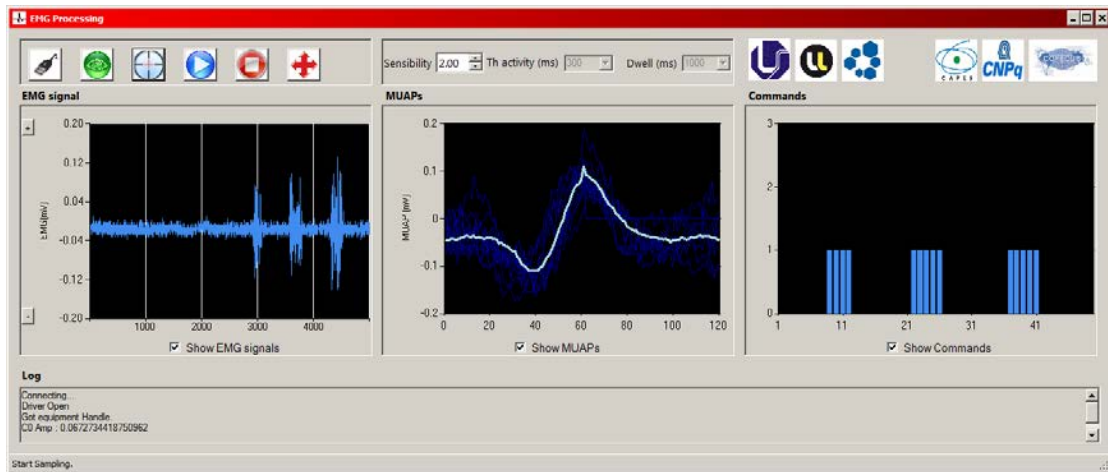 EMG Processing
Sensibility 2.00 Th activity (ms) 300 Dwell (ms) 1000
CAPES
CNPq
EMG signal
MUAPs
Commands
+
0.20
0.12
0.04
-0.04
-0.12
-0.20
-
EMG[mV]
1000 2000 3000 4000
Show EMG signals
0.2
0.1
0
-0.1
-0.2
MUAP [mV]
0 20 40 60 80 100 120
Show MUAPs
3
2
1
0
1 11 21 31 41
Show Commands
Log
Connecting...
Driver Open
Got equipment Handle.
C0 Amp : 0.0672734418750962
Start Sampling.